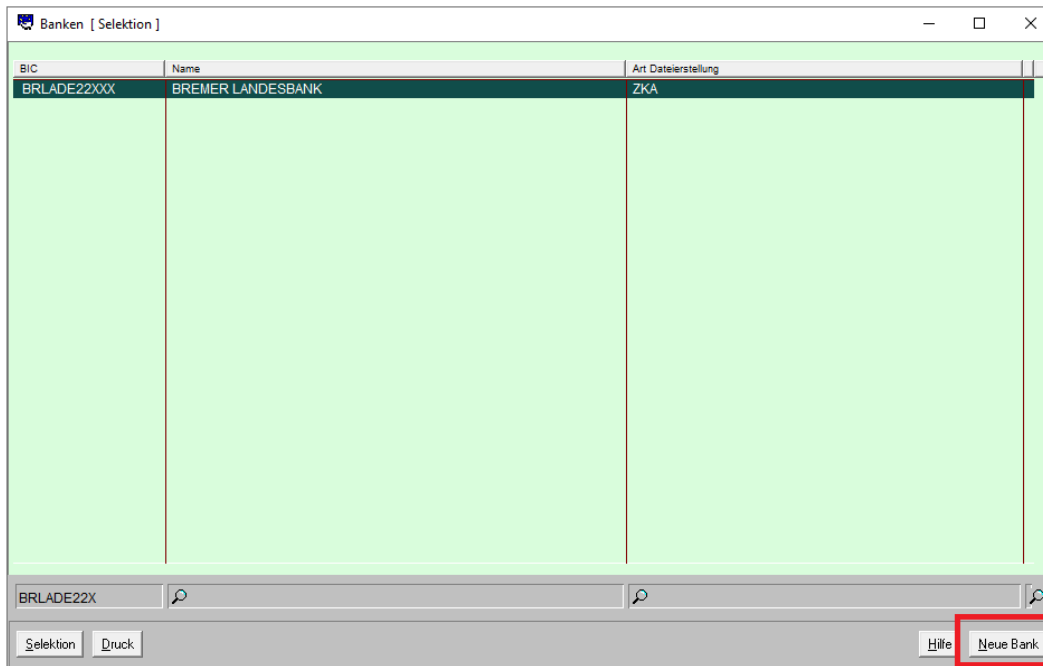 Banken [ Selektion ]
BIC Name Art Dateierstellung
BRLADE22XXX BREMER LANDESBANK ZKA
BRLADE22X
Selektion Druck Hilfe Neue Bank